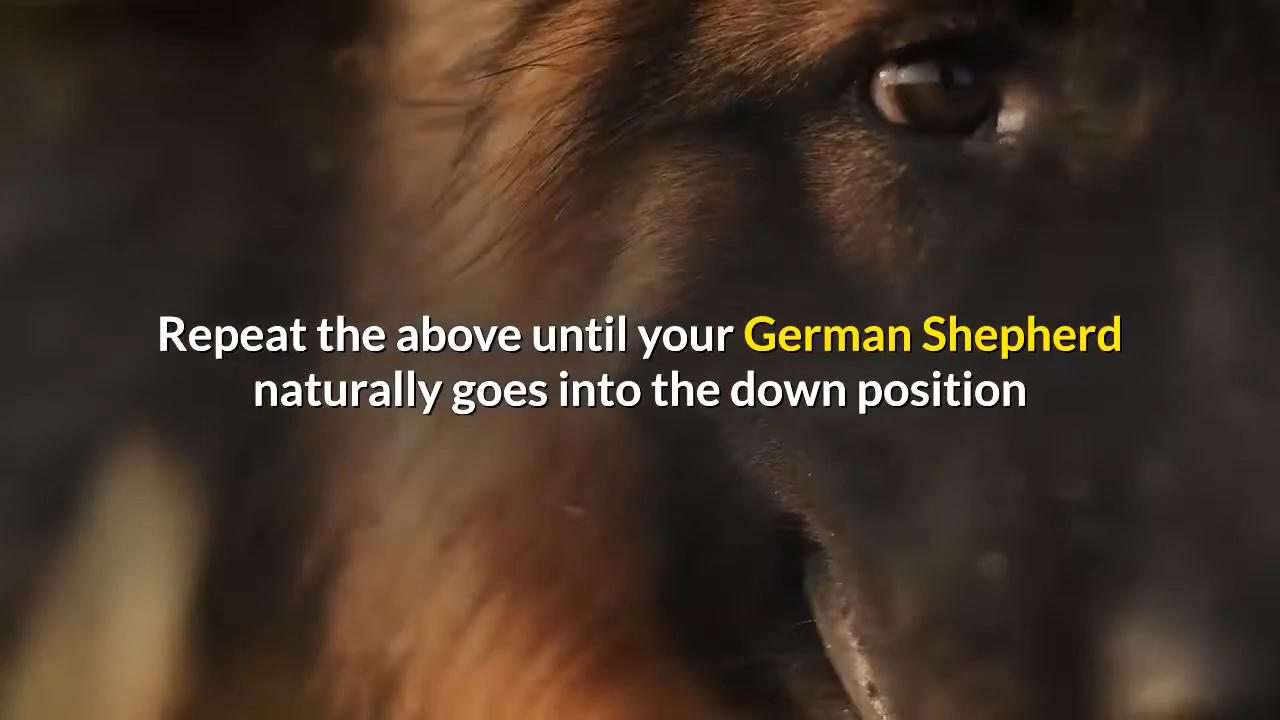 Repeat the above until your German Shepherd
naturally goes into the down position